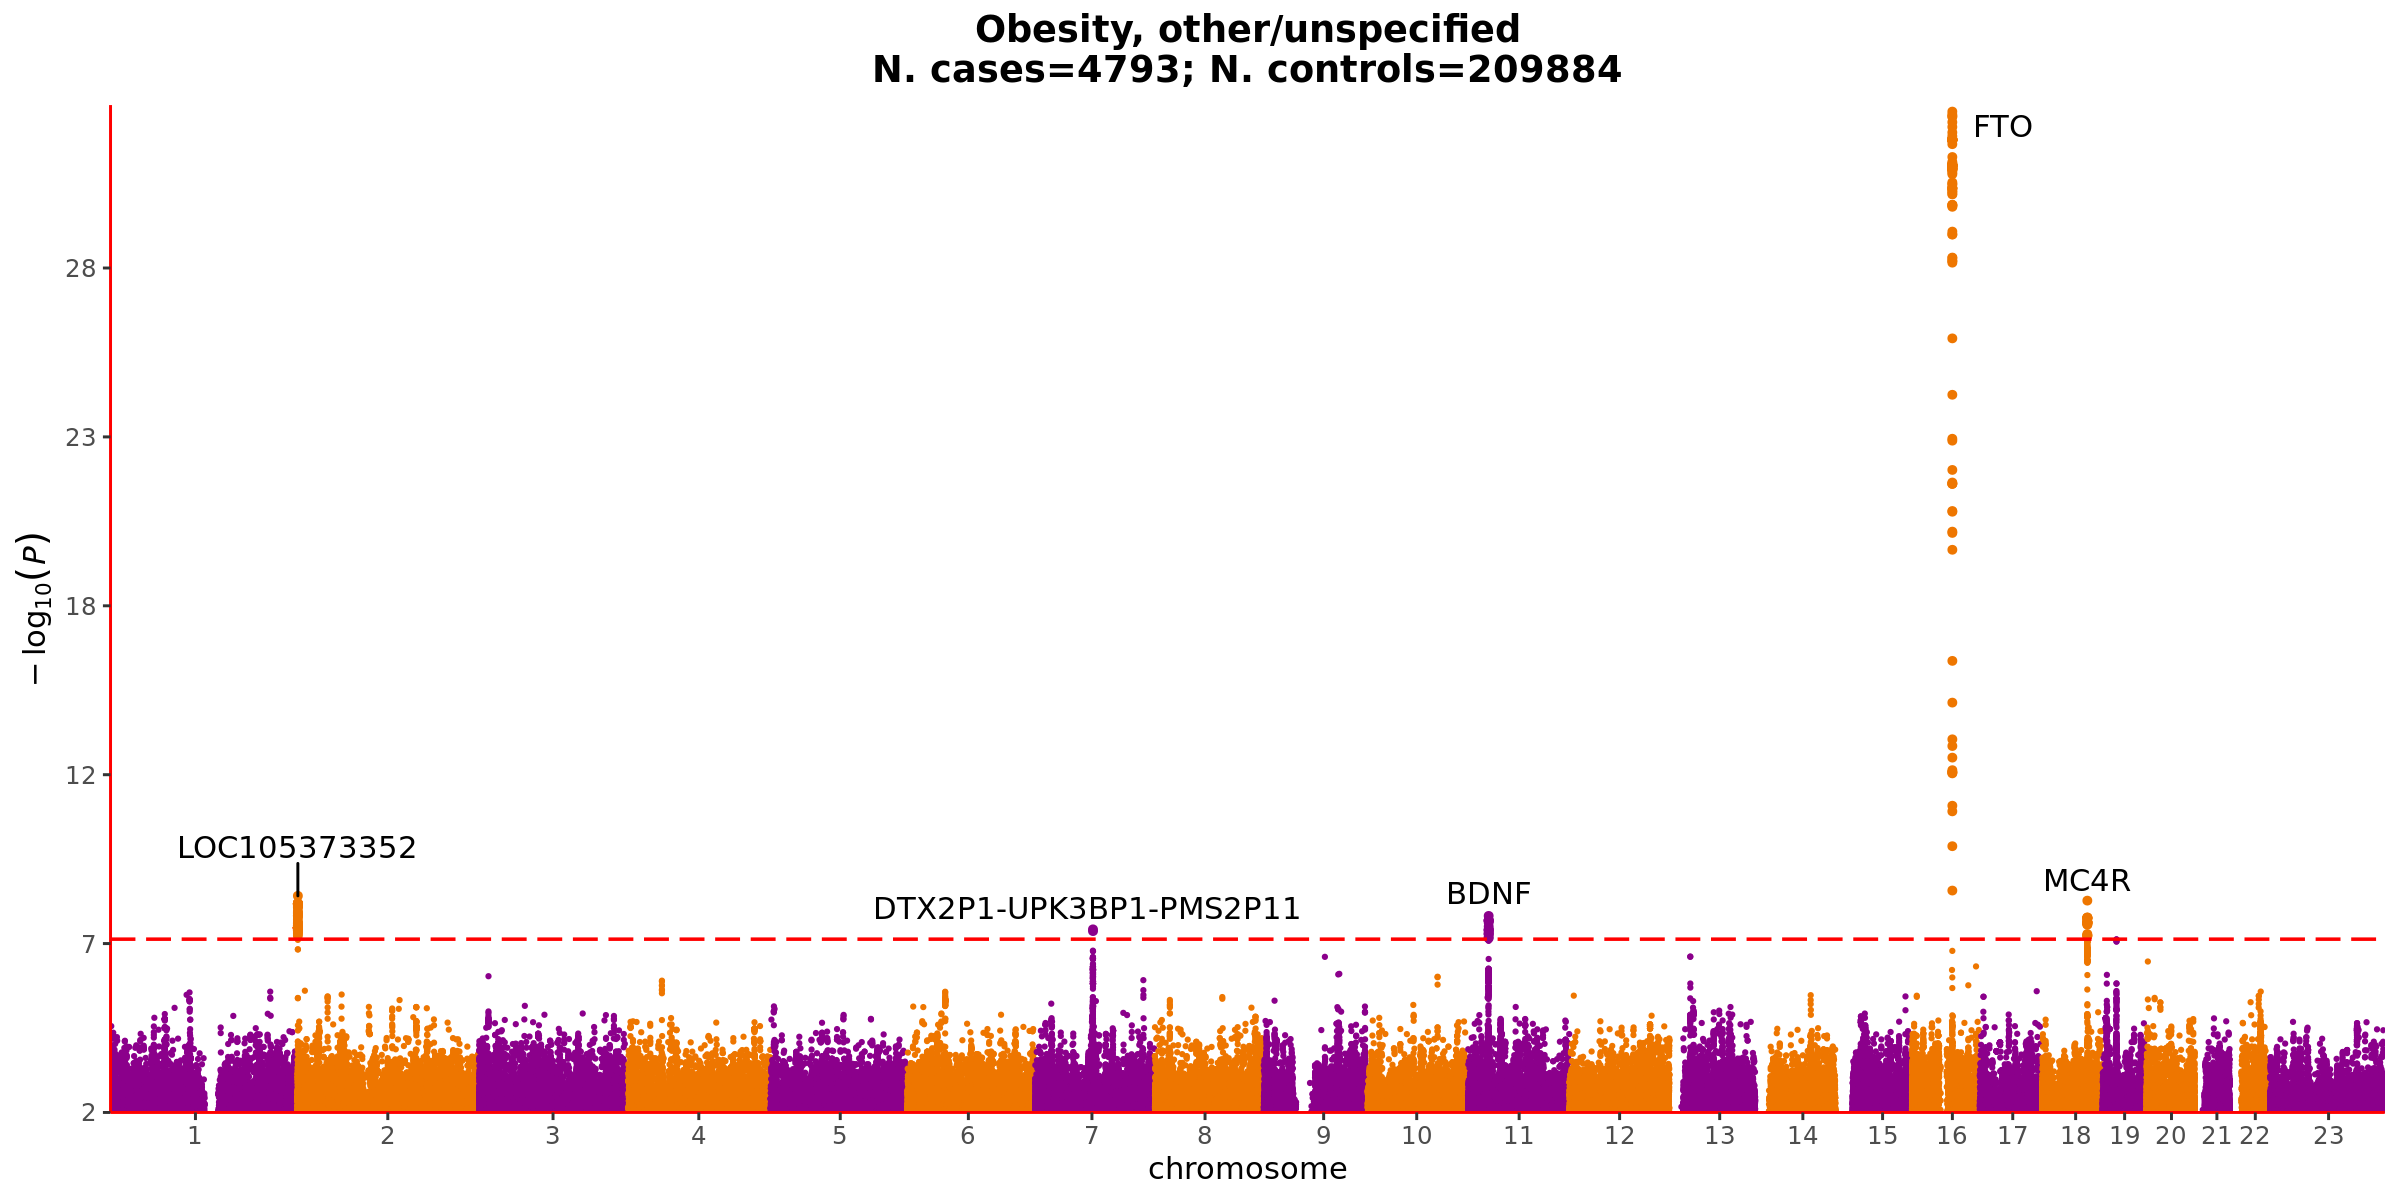 Obesity, other/unspecified
N. cases=4793; N. controls=209884
FTO
28
23
− log10(P)
18
12
LOC105373352
MC4R
BDNF
DTX2P1-UPK3BP1-PMS2P11
7
2
1 2 3 4 5 6 7 8 9 10 11 12 13 14 15 16 17 18 19 20 21 22 23
chromosome